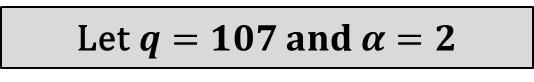 Let q = 107 and α = 2